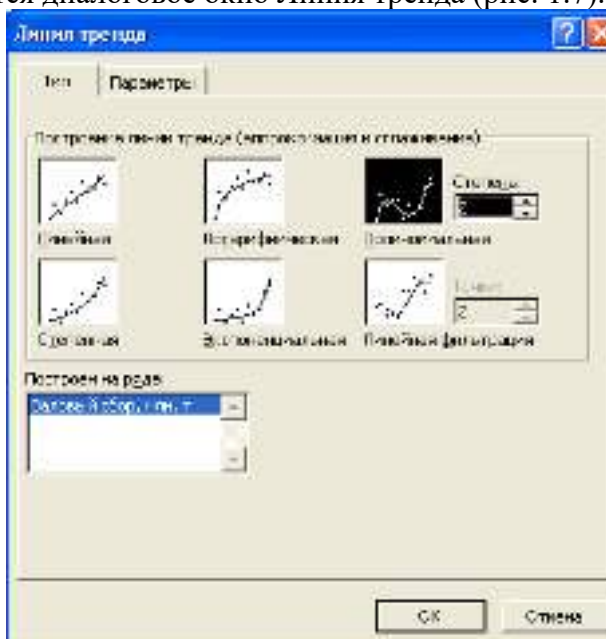 ся диалоговое окно Линия тренда (рис. 1.7).
Линия тренда
Тип Параметры
Построение линии тренда (аппроксимация и сглаживание)
Степень:
Линейная Логарифмическая Полиномиальная
Точки:
2
Степенная Экспоненциальная Линейная фильтрация
Построен на ряде:
Валовый сбор, млн. т
OK Отмена